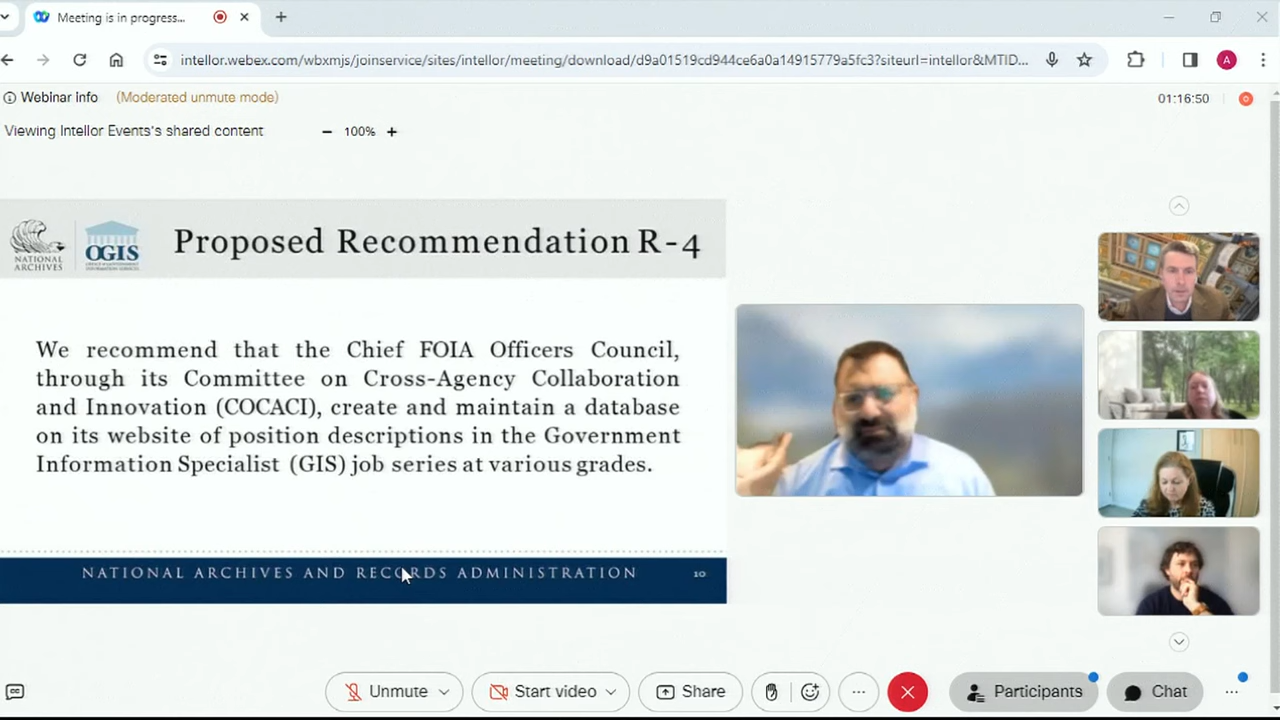 Meeting is in progress...
intellor.webex.com/wbxmjs/joinservice/sites/intellor/meeting/download/d9a01519cd944ce6a0a14915779a5fc3?siteurl=intellor&MTID...
A
Webinar info (Moderated unmute mode)
01:16:50
Viewing Intellor Events's shared content
100%
NATIONAL
ARCHIVES
OGIS
Proposed Recommendation R-4
We recommend that the Chief FOIA Officers Council,
through its Committee on Cross-Agency Collaboration
and Innovation (COCACI), create and maintain a database
on its website of position descriptions in the Government
Information Specialist (GIS) job series at various grades.
NATIONAL ARCHIVES AND RECORDS ADMINISTRATION
10
Unmute
Start video
Share
Participants
Chat